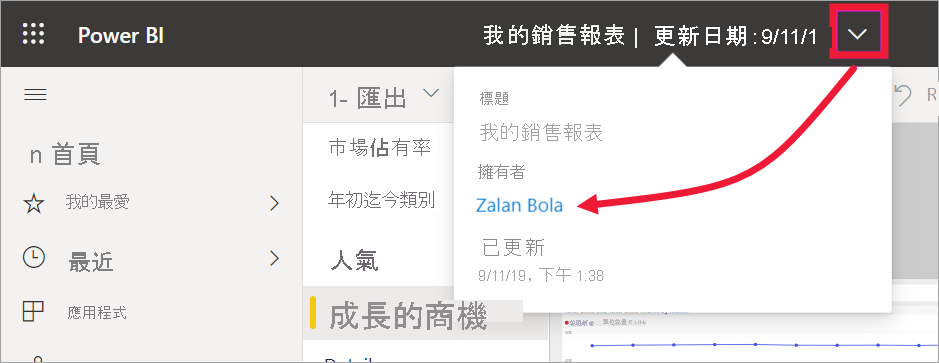 Power BI
我的銷售報表 | 更新日期:9/11/1
1- 匯出
R
標題
我的銷售報表
擁有者
Zalan Bola
已更新
9/11/19, 下午 1:38
n 首頁
我的最愛
最近
應用程式
市場佔有率
年初迄今類別
人氣
成長的商機